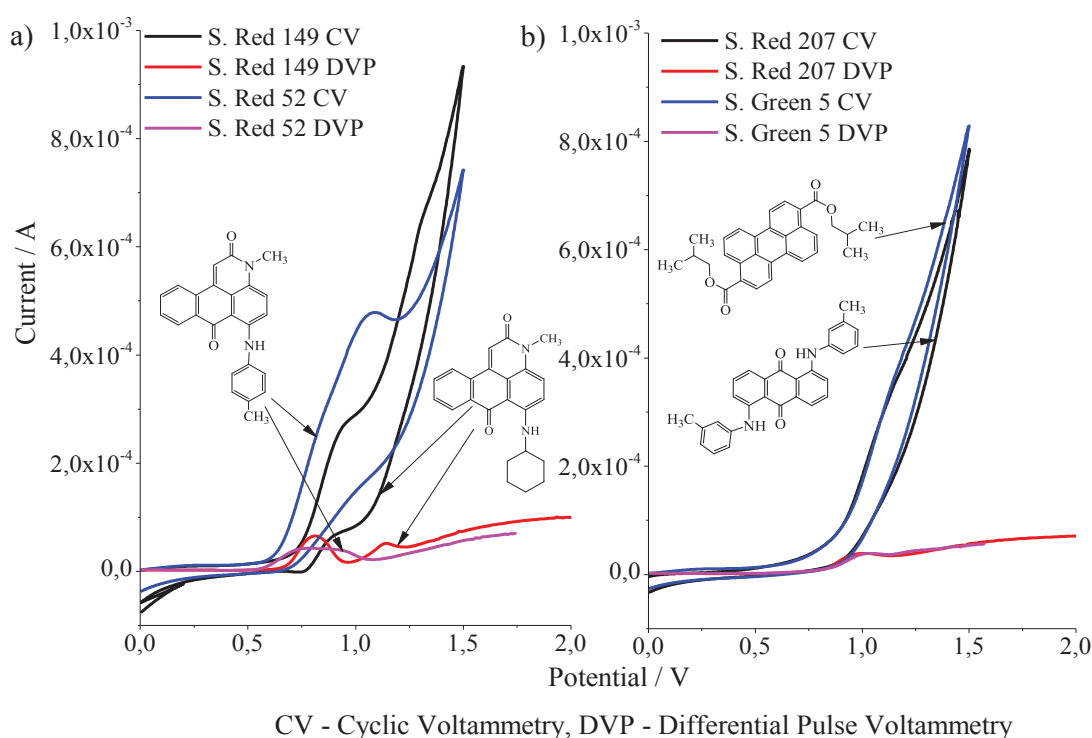 a)
S. Red 149 CV
S. Red 149 DVP
S. Red 52 CV
S. Red 52 DVP
1,0x10⁻³
8,0x10⁻⁴
6,0x10⁻⁴
4,0x10⁻⁴
2,0x10⁻⁴
0,0
Current / A
O
N
CH₃
O
NH
CH₃
O
N
CH₃
O
NH
0,0 0,5 1,0 1,5 2,0
b)
S. Red 207 CV
S. Red 207 DVP
S. Green 5 CV
S. Green 5 DVP
1,0x10⁻³
8,0x10⁻⁴
6,0x10⁻⁴
4,0x10⁻⁴
2,0x10⁻⁴
0,0
O
O
CH₃
CH₃
CH₃
H₃C
O
O
CH₃
O
HN
CH₃
O
NH
0,0 0,5 1,0 1,5 2,0
Potential / V
CV - Cyclic Voltammetry, DVP - Differential Pulse Voltammetry